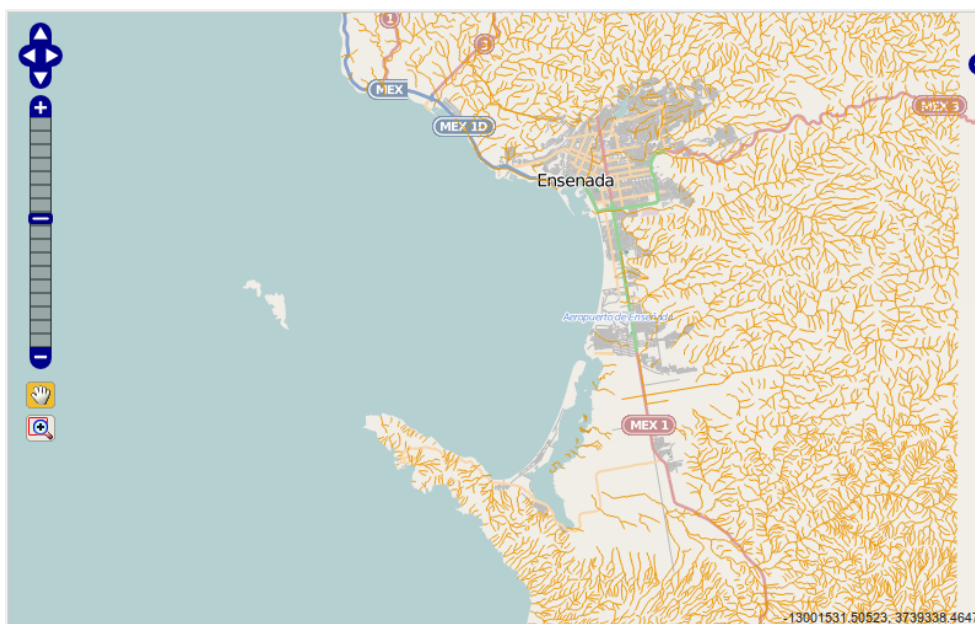 1
3
MEX
MEX 3
MEX 1D
Ensenada
Aeropuerto de Ensenada
MEX 1
-13001531.50523, 3739338.4647